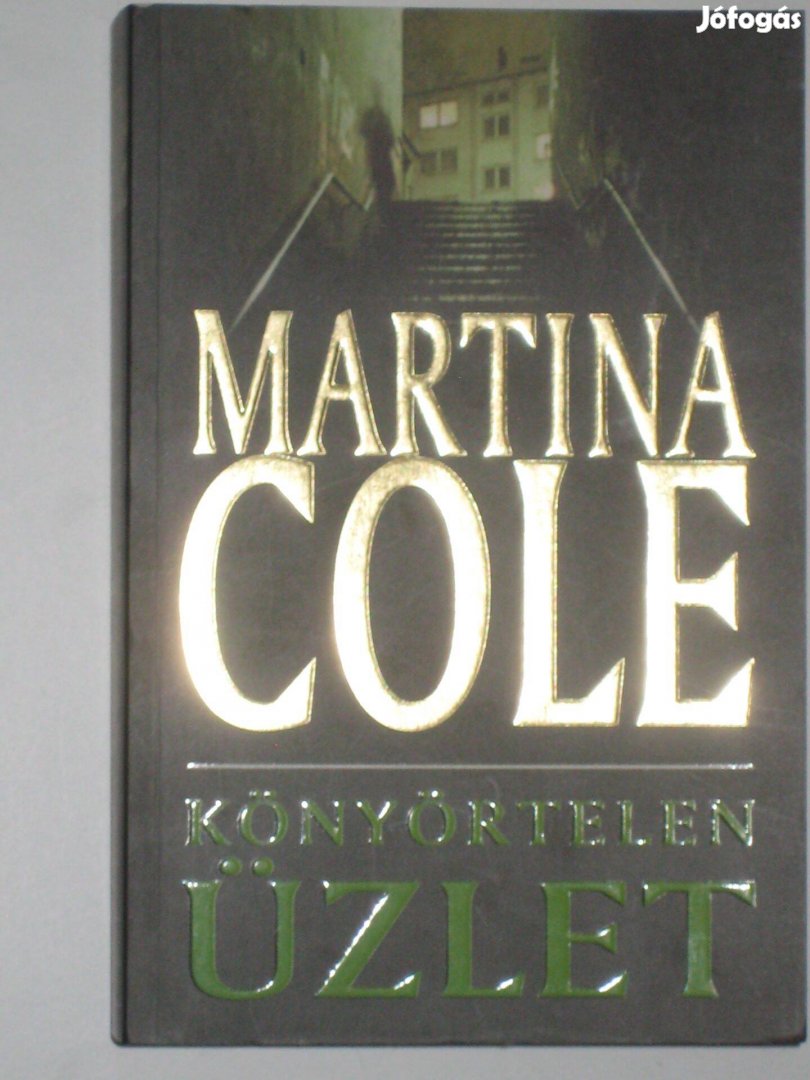 Jófogás
MARTINA
COLE
KÖNYÖRTELEN
ÜZLET